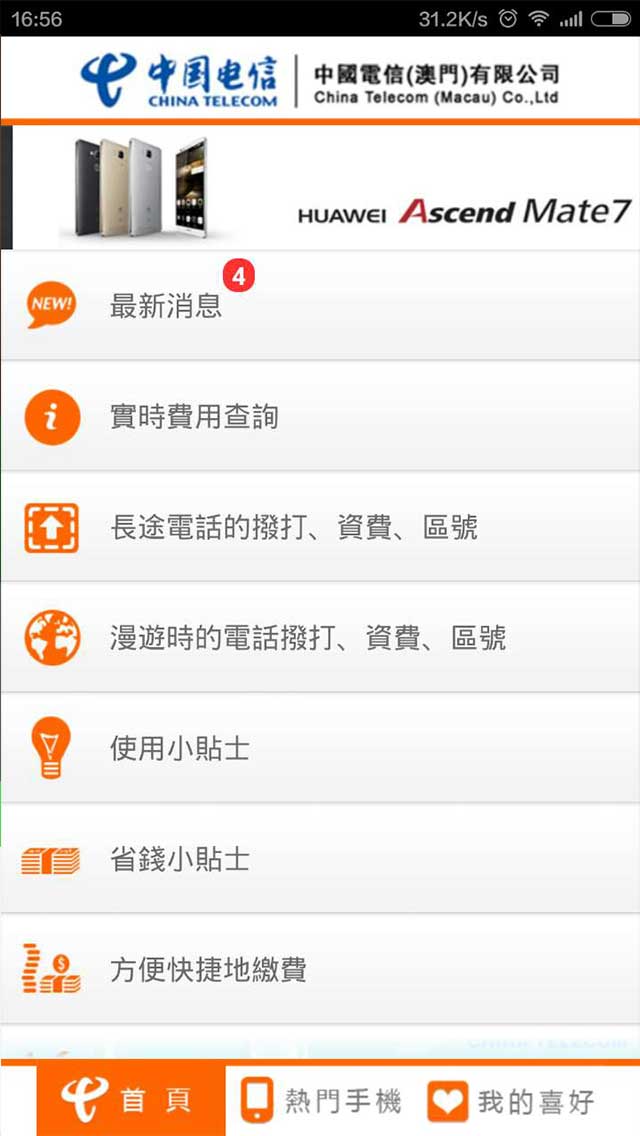 16:56
31.2K/s
中国电信
CHINA TELECOM
中國電信(澳門)有限公司
China Telecom (Macau) Co.,Ltd
HUAWEI Ascend Mate7
4
NEW!
最新消息
實時費用查詢
長途電話的撥打、資費、區號
漫遊時的電話撥打、資費、區號
使用小貼士
省錢小貼士
方便快捷地繳費
首頁
熱門手機
我的喜好